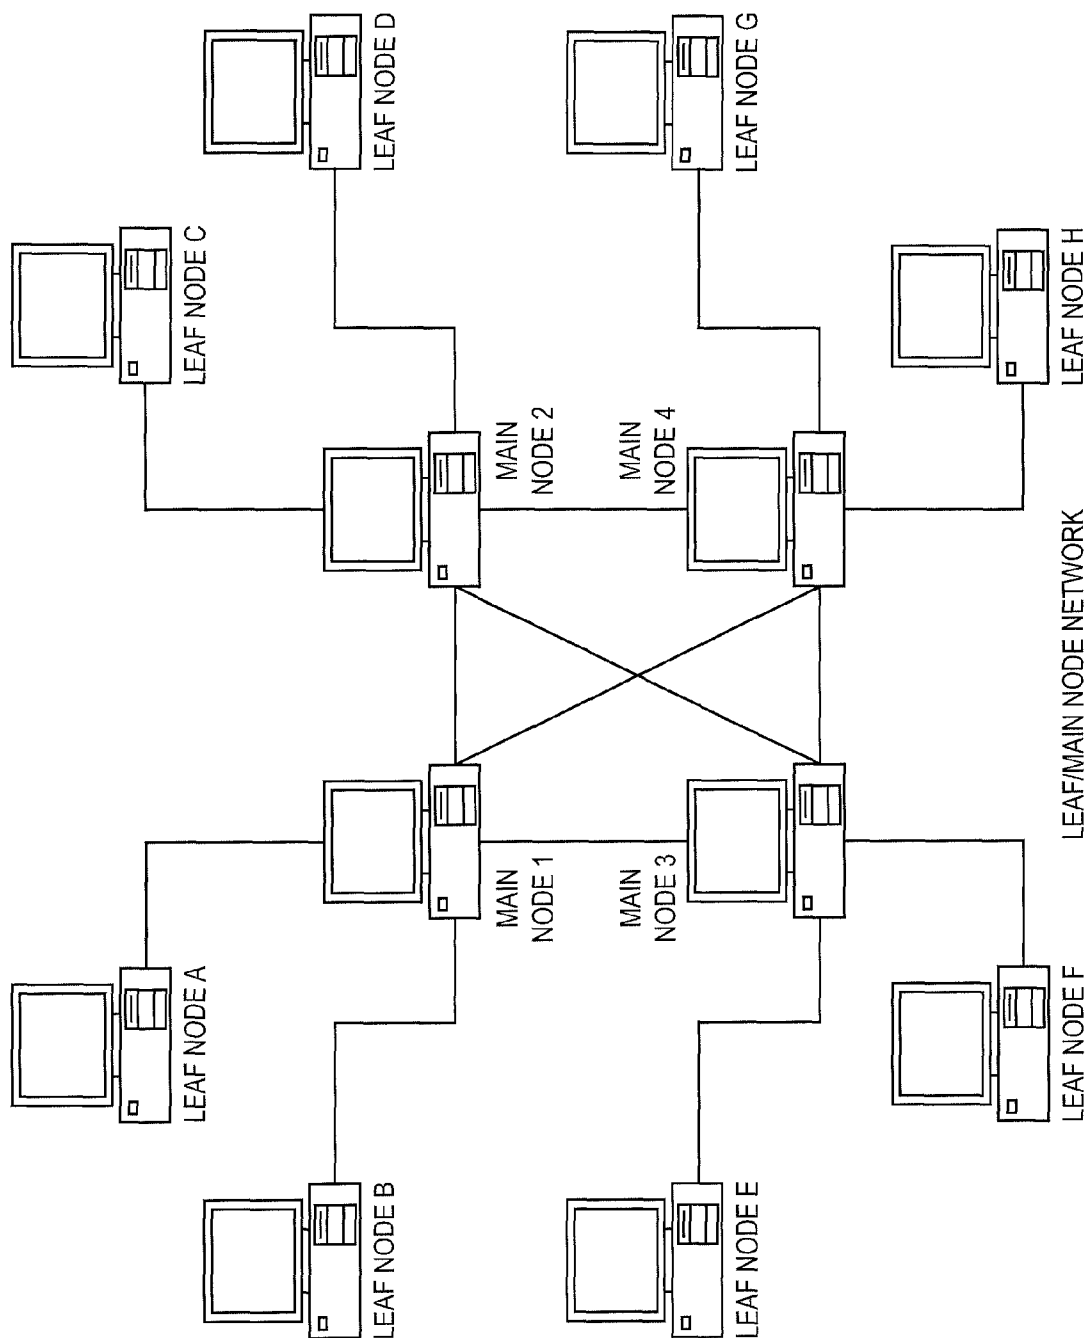 LEAF NODE A
LEAF NODE C
LEAF NODE B
LEAF NODE D
MAIN
NODE 1
MAIN
NODE 2
MAIN
NODE 3
MAIN
NODE 4
LEAF NODE E
LEAF NODE G
LEAF NODE F
LEAF NODE H
LEAF/MAIN NODE NETWORK